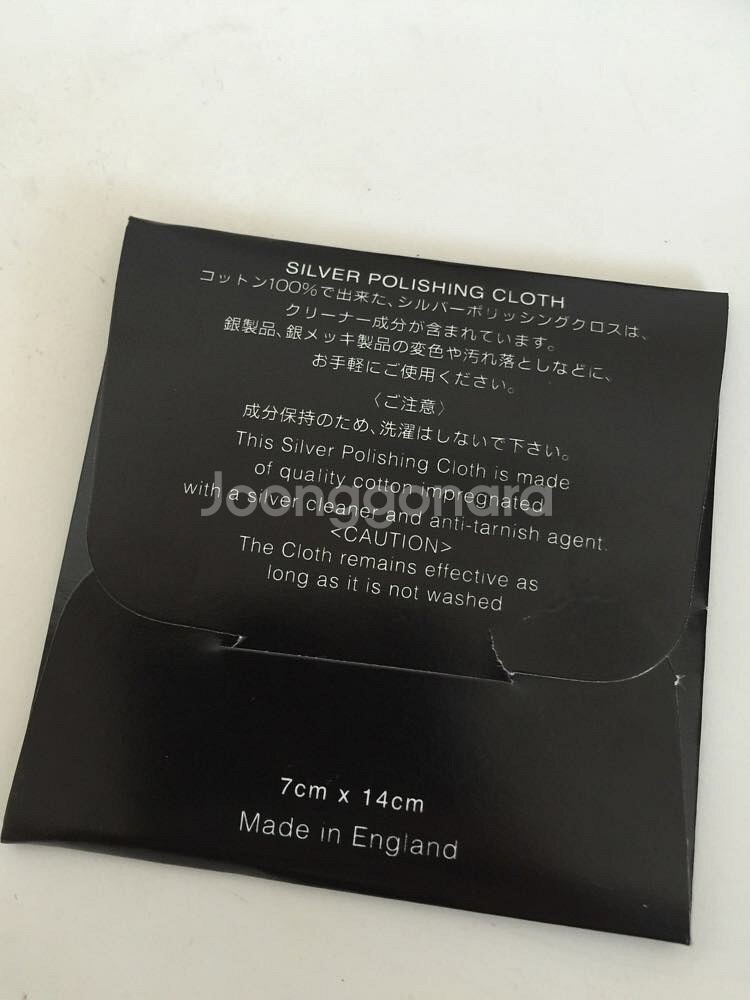 SILVER POLISHING CLOTH
コットン100%で出来た、シルバーポリッシングクロスは、
クリーナー成分が含まれています。
銀製品、銀メッキ製品の変色や汚れ落としなどに、
お手軽にご使用ください。
〈ご注意〉
成分保持のため、洗濯はしないで下さい。
This Silver Polishing Cloth is made
of quality cotton impregnated
Joonggonara
with a silver cleaner and anti-tarnish agent.
<CAUTION>
The Cloth remains effective as
long as it is not washed
7cm x 14cm
Made in England